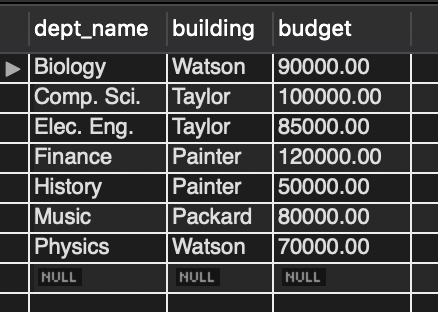 dept_name building budget
Biology Watson 90000.00
Comp. Sci. Taylor 100000.00
Elec. Eng. Taylor 85000.00
Finance Painter 120000.00
History Painter 50000.00
Music Packard 80000.00
Physics Watson 70000.00
NULL NULL NULL